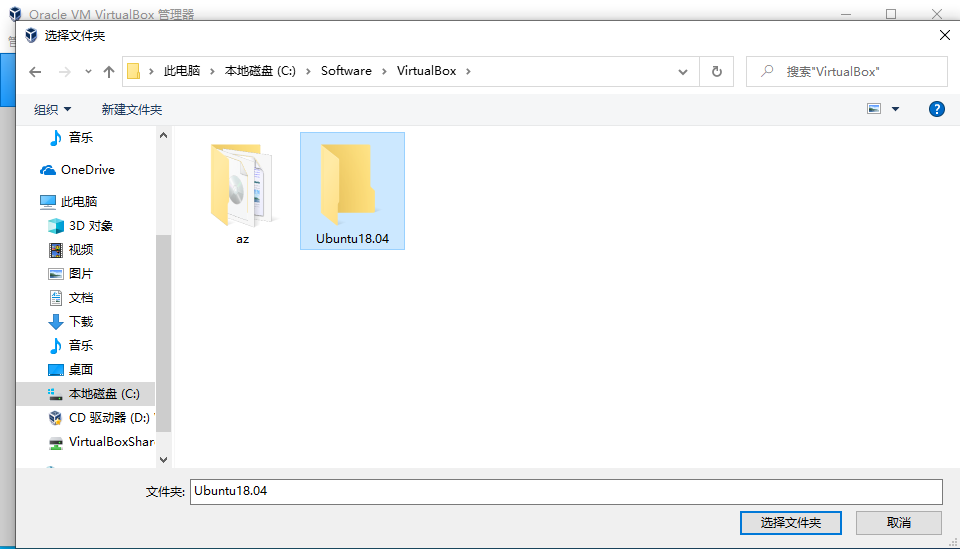 Oracle VM VirtualBox 管理器
选择文件夹
此电脑 > 本地磁盘 (C:) > Software > VirtualBox >
搜索"VirtualBox"
组织
新建文件夹
音乐
OneDrive
此电脑
3D 对象
视频
图片
文档
下载
音乐
桌面
本地磁盘 (C:)
CD 驱动器 (D:)
VirtualBoxShar
az
Ubuntu18.04
文件夹:
Ubuntu18.04
选择文件夹
取消